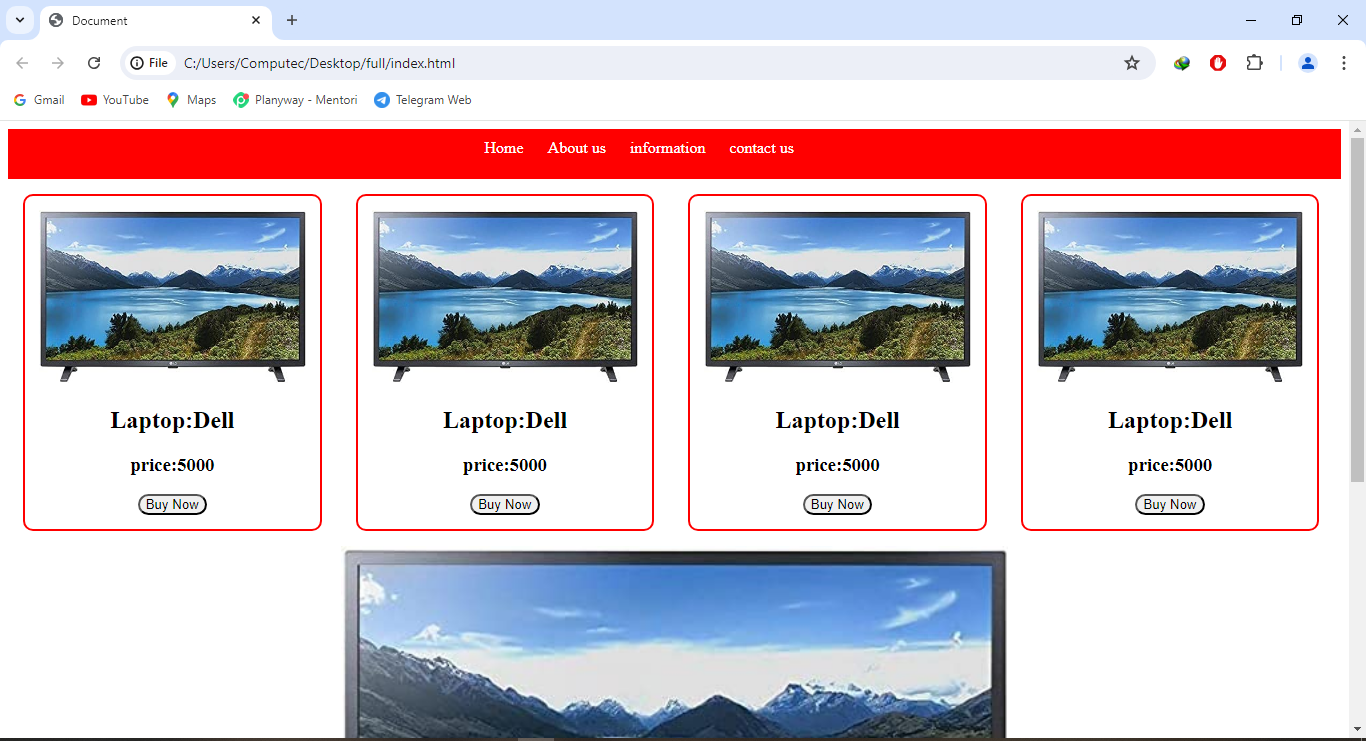 Document
File C:/Users/Computec/Desktop/full/index.html
Gmail YouTube Maps Planyway - Mentori Telegram Web
Home About us information contact us
Laptop:Dell Laptop:Dell Laptop:Dell Laptop:Dell
price:5000 price:5000 price:5000 price:5000
Buy Now Buy Now Buy Now Buy Now